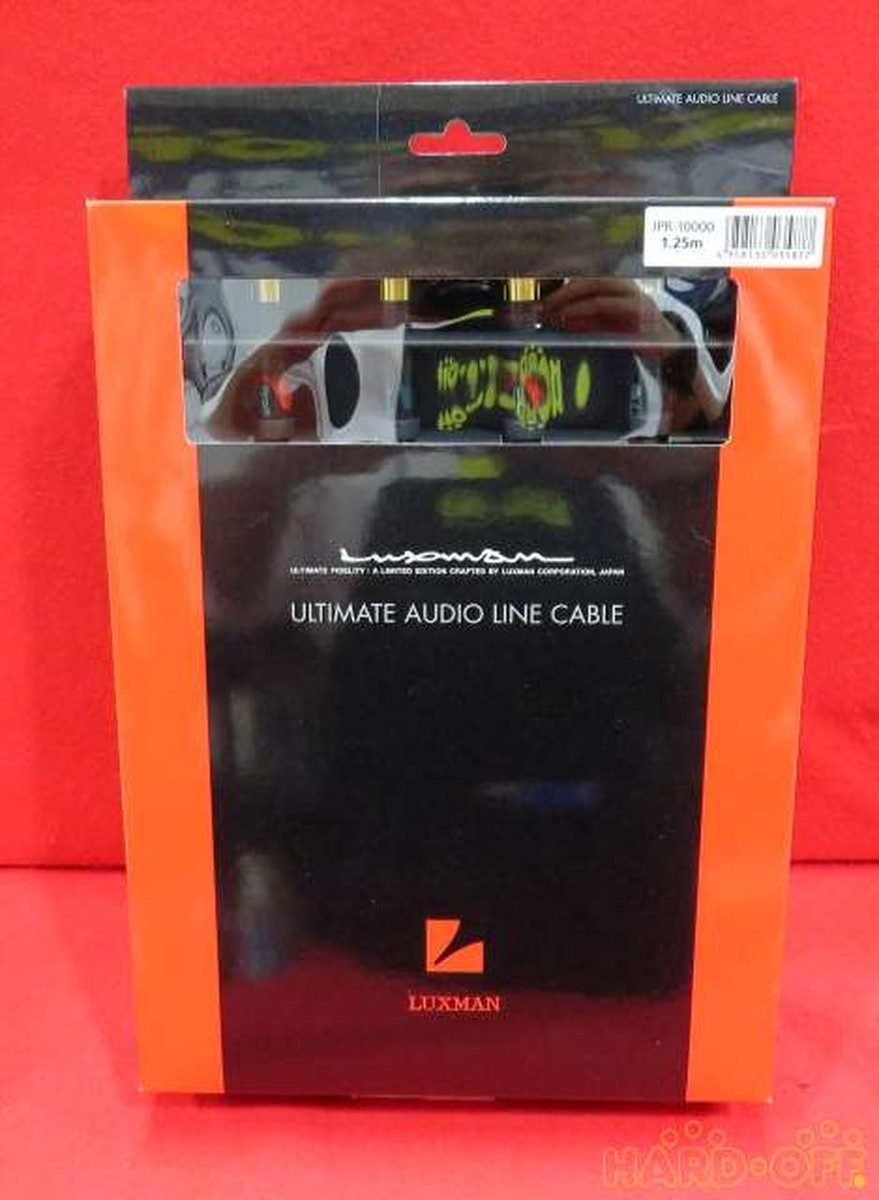 ULTIMATE AUDIO LINE CABLE
JPR-10000
1.25m
Luxman
ULTIMATE FIDELITY : A LIMITED EDITION CRAFTED BY LUXMAN CORPORATION, JAPAN
ULTIMATE AUDIO LINE CABLE
LUXMAN
HARD·OFF